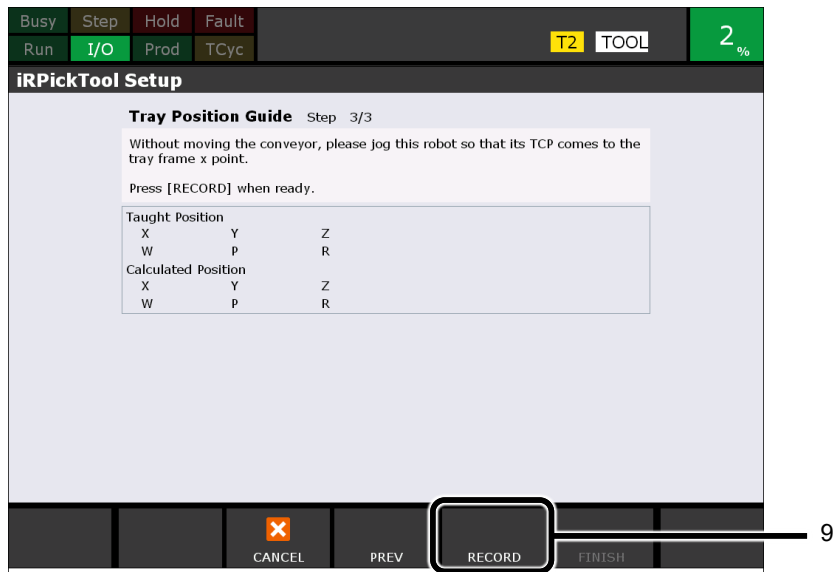 Busy Step Hold Fault
Run I/O Prod TCyc T2 TOOL 2%
iRPickTool Setup
Tray Position Guide Step 3/3
Without moving the conveyor, please jog this robot so that its TCP comes to the
tray frame x point.
Press [RECORD] when ready.
Taught Position
X Y Z
W P R
Calculated Position
X Y Z
W P R
CANCEL PREV RECORD FINISH
9